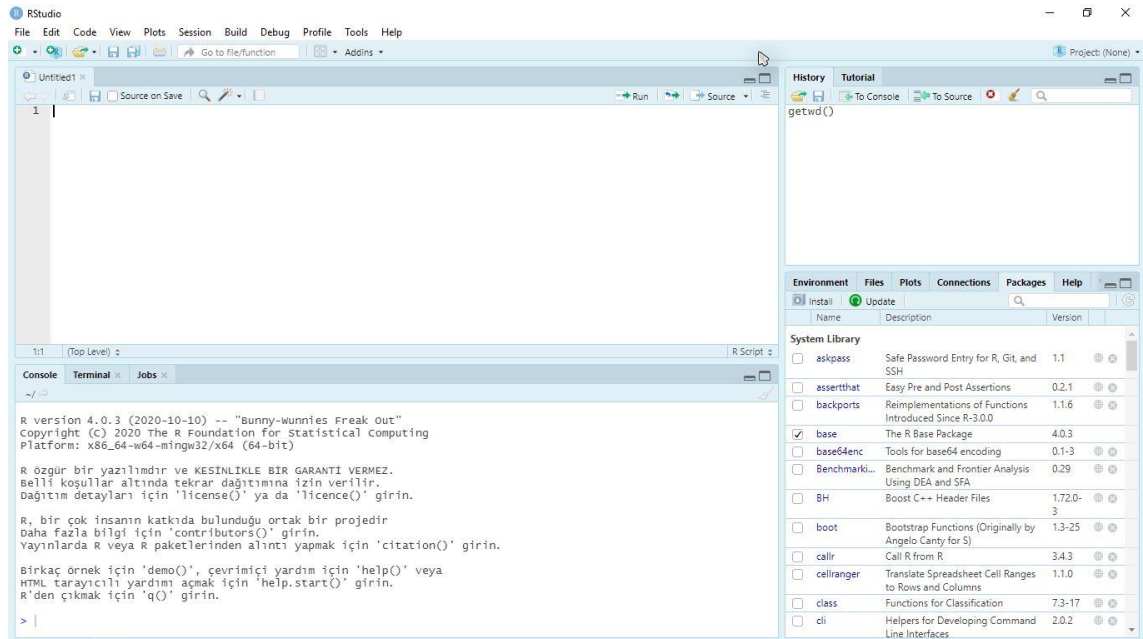 RStudio
File Edit Code View Plots Session Build Debug Profile Tools Help
Go to file/function Addins Project: (None)
Untitled1
Source on Save Run Source
1
1:1 (Top Level) R Script
Console Terminal Jobs
~/
R version 4.0.3 (2020-10-10) -- "Bunny-Wunnies Freak Out"
Copyright (C) 2020 The R Foundation for Statistical Computing
Platform: x86_64-w64-mingw32/x64 (64-bit)
R özgür bir yazılımdır ve KESİNLİKLE BİR GARANTİ VERMEZ.
Belli koşullar altında tekrar dağıtımına izin verilir.
Dağıtım detayları için 'license()' ya da 'licence()' girin.
R, bir çok insanın katkıda bulunduğu ortak bir projedir
Daha fazla bilgi için 'contributors()' girin.
Yayınlarda R veya R paketlerinden alıntı yapmak için 'citation()' girin.
Birkaç örnek için 'demo()', çevrimiçi yardım için 'help()' veya
HTML tarayıcılı yardımı açmak için 'help.start()' girin.
R'den çıkmak için 'q()' girin.
>
History Tutorial
To Console To Source
getwd()
Environment Files Plots Connections Packages Help
Install Update
Name Description Version
System Library
askpass Safe Password Entry for R, Git, and 1.1
SSH
assertthat Easy Pre and Post Assertions 0.2.1
backports Reimplementations of Functions 1.1.6
Introduced Since R-3.0.0
base The R Base Package 4.0.3
base64enc Tools for base64 encoding 0.1-3
Benchmarki... Benchmark and Frontier Analysis 0.29
Using DEA and SFA
BH Boost C++ Header Files 1.72.0-
3
boot Bootstrap Functions (Originally by 1.3-25
Angelo Canty for S)
callr Call R from R 3.4.3
cellranger Translate Spreadsheet Cell Ranges 1.1.0
to Rows and Columns
class Functions for Classification 7.3-17
cli Helpers for Developing Command 2.0.2
Line Interfaces